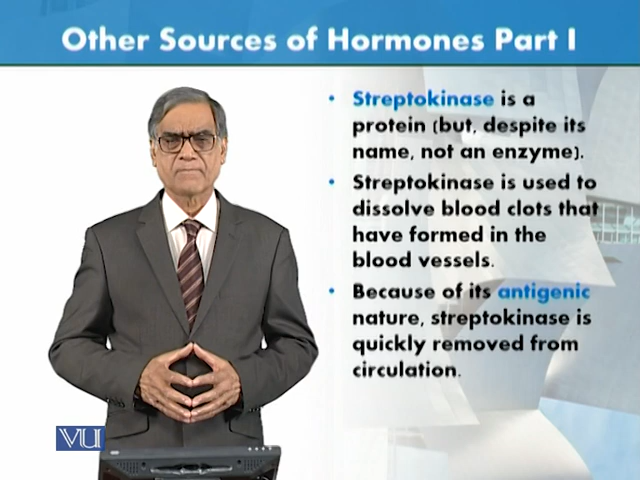 Other Sources of Hormones Part I
• Streptokinase is a
protein (but, despite its
name, not an enzyme).
• Streptokinase is used to
dissolve blood clots that
have formed in the
blood vessels.
• Because of its antigenic
nature, streptokinase is
quickly removed from
circulation.
VU